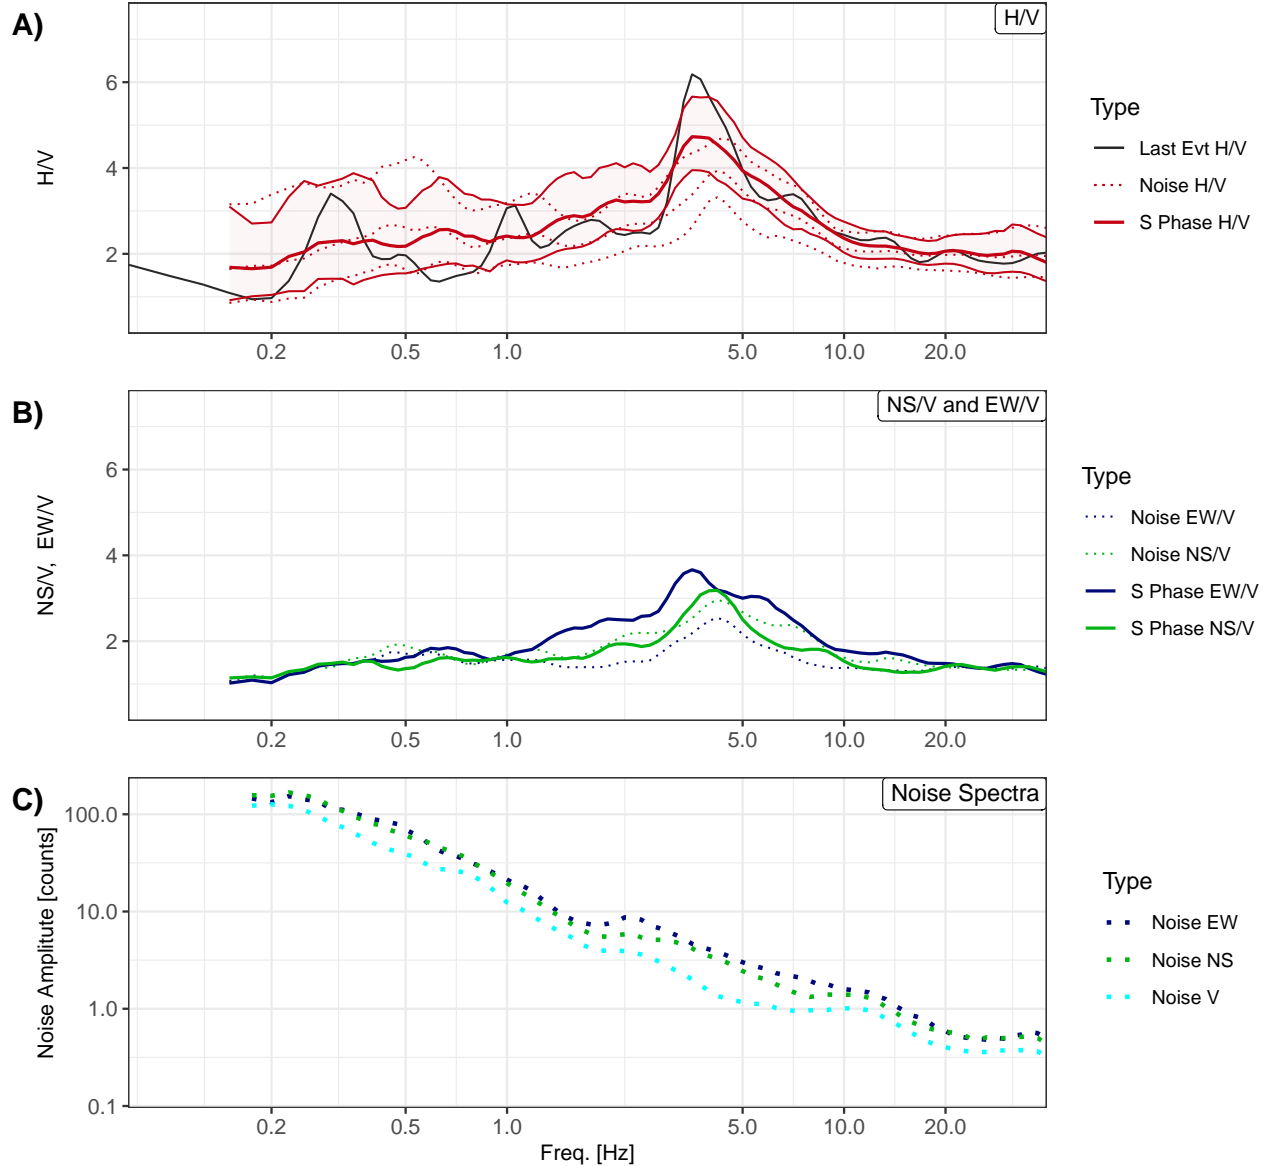 A)
H/V
H/V
6
4
2
0.2
0.5
1.0
5.0
10.0
20.0
Type
Last Evt H/V
Noise H/V
S Phase H/V
B)
NS/V and EW/V
NS/V,  EW/V
6
4
2
0.2
0.5
1.0
5.0
10.0
20.0
Type
Noise EW/V
Noise NS/V
S Phase EW/V
S Phase NS/V
C)
Noise Spectra
Noise Amplitute [counts]
100.0
10.0
1.0
0.1
0.2
0.5
1.0
5.0
10.0
20.0
Freq. [Hz]
Type
Noise EW
Noise NS
Noise V